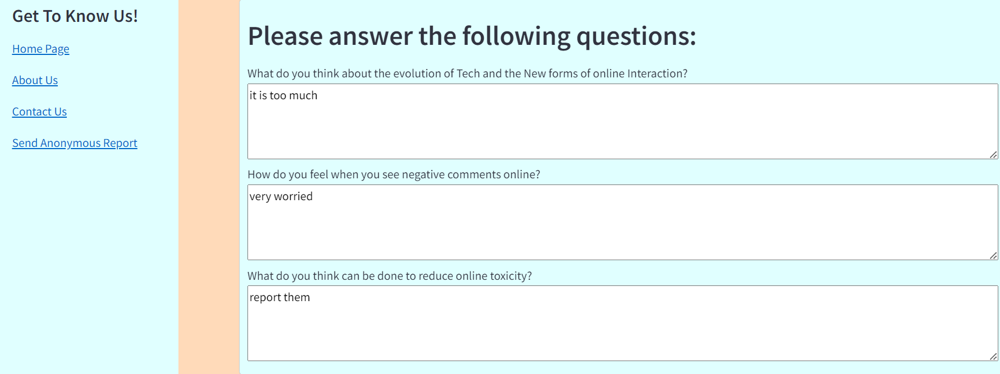 Get To Know Us!
Home Page
About Us
Contact Us
Send Anonymous Report
Please answer the following questions:
What do you think about the evolution of Tech and the New forms of online Interaction?
it is too much
How do you feel when you see negative comments online?
very worried
What do you think can be done to reduce online toxicity?
report them